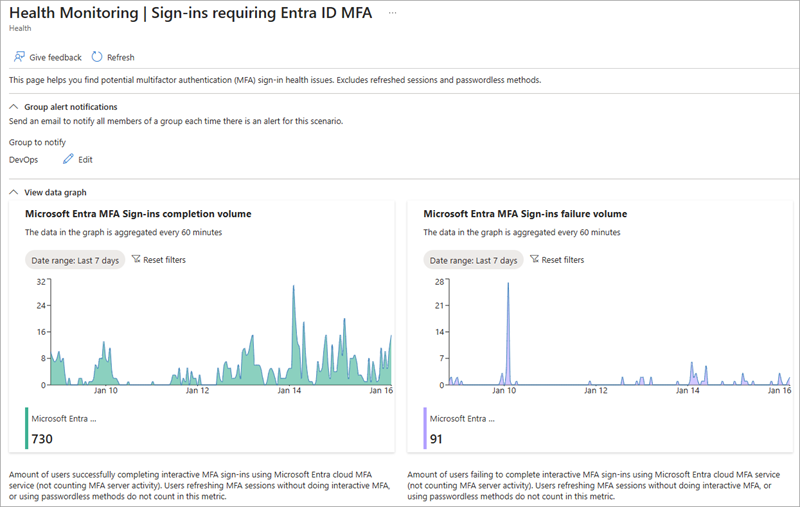 Health Monitoring | Sign-ins requiring Entra ID MFA ...
Health
Give feedback Refresh
This page helps you find potential multifactor authentication (MFA) sign-in health issues. Excludes refreshed sessions and passwordless methods.
Group alert notifications
Send an email to notify all members of a group each time there is an alert for this scenario.
Group to notify
DevOps Edit
View data graph
Microsoft Entra MFA Sign-ins completion volume
The data in the graph is aggregated every 60 minutes
Date range: Last 7 days Reset filters
32
24
16
8
0
Jan 10 Jan 12 Jan 14 Jan 16
Microsoft Entra ...
730
Amount of users successfully completing interactive MFA sign-ins using Microsoft Entra cloud MFA
service (not counting MFA server activity). Users refreshing MFA sessions without doing interactive MFA,
or using passwordless methods do not count in this metric.
Microsoft Entra MFA Sign-ins failure volume
The data in the graph is aggregated every 60 minutes
Date range: Last 7 days Reset filters
28
21
14
7
0
Jan 10 Jan 12 Jan 14 Jan 16
Microsoft Entra ...
91
Amount of users failing to complete interactive MFA sign-ins using Microsoft Entra cloud MFA service
(not counting MFA server activity). Users refreshing MFA sessions without doing interactive MFA, or
using passwordless methods do not count in this metric.